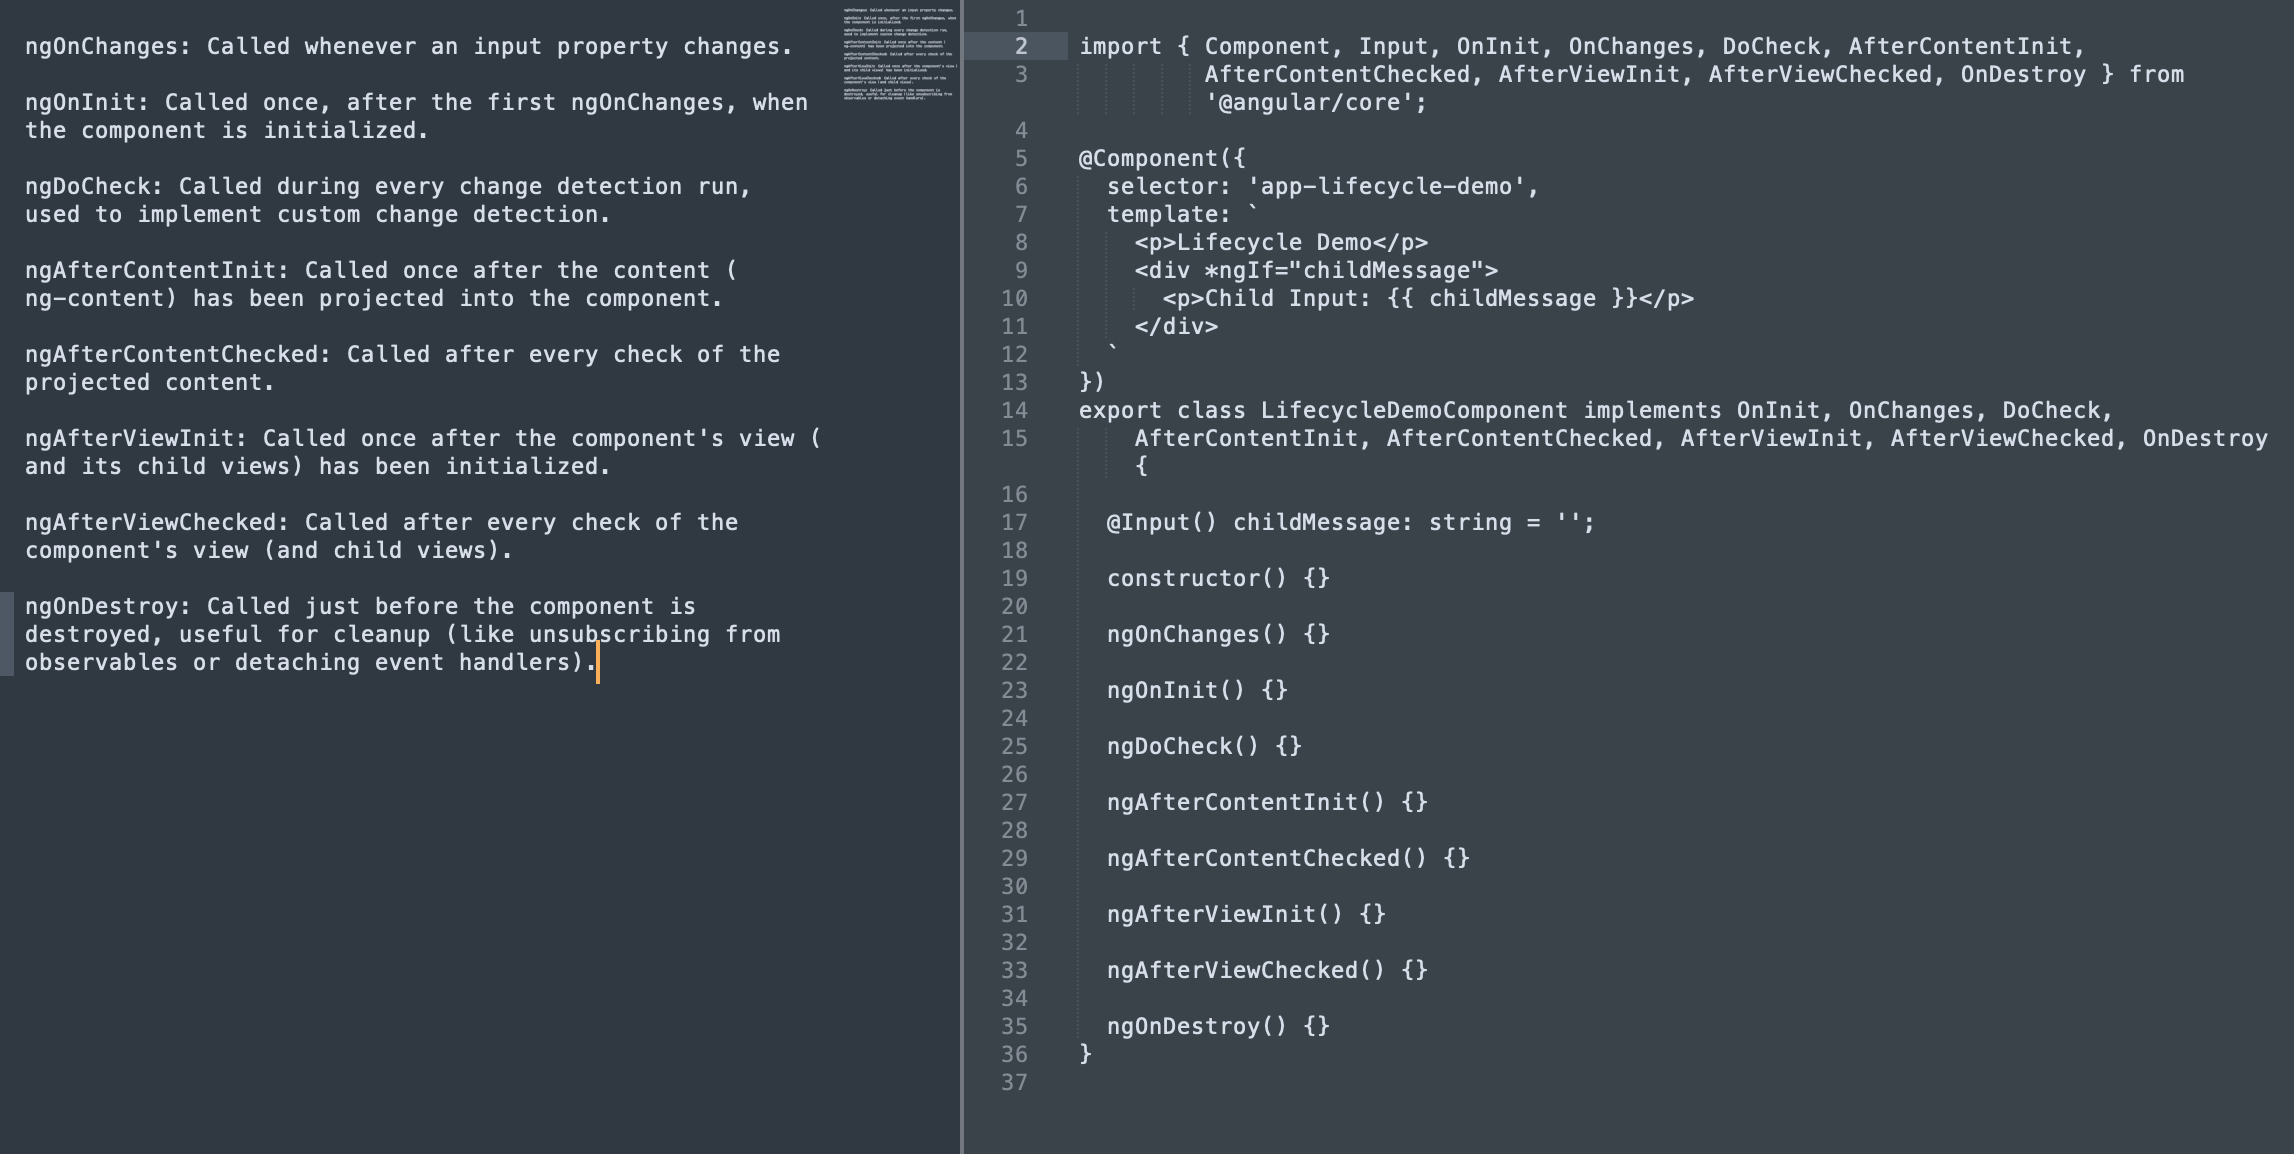 ngOnChanges: Called whenever an input property changes.
ngOnInit: Called once, after the first ngOnChanges, when
the component is initialized.
ngDoCheck: Called during every change detection run,
used to implement custom change detection.
ngAfterContentInit: Called once after the content (
ng-content) has been projected into the component.
ngAfterContentChecked: Called after every check of the
projected content.
ngAfterViewInit: Called once after the component's view (
and its child views) has been initialized.
ngAfterViewChecked: Called after every check of the
component's view (and child views).
ngOnDestroy: Called just before the component is
destroyed, useful for cleanup (like unsubscribing from
observables or detaching event handlers).
1
2 import { Component, Input, OnInit, OnChanges, DoCheck, AfterContentInit,
3 AfterContentChecked, AfterViewInit, AfterViewChecked, OnDestroy } from
'@angular/core';
4
5 @Component({
6 selector: 'app-lifecycle-demo',
7 template: `
8 <p>Lifecycle Demo</p>
9 <div *ngIf="childMessage">
10 <p>Child Input: {{ childMessage }}</p>
11 </div>
12 `
13 })
14 export class LifecycleDemoComponent implements OnInit, OnChanges, DoCheck,
15 AfterContentInit, AfterContentChecked, AfterViewInit, AfterViewChecked, OnDestroy
{
16
17 @Input() childMessage: string = '';
18
19 constructor() {}
20
21 ngOnChanges() {}
22
23 ngOnInit() {}
24
25 ngDoCheck() {}
26
27 ngAfterContentInit() {}
28
29 ngAfterContentChecked() {}
30
31 ngAfterViewInit() {}
32
33 ngAfterViewChecked() {}
34
35 ngOnDestroy() {}
36 }
37